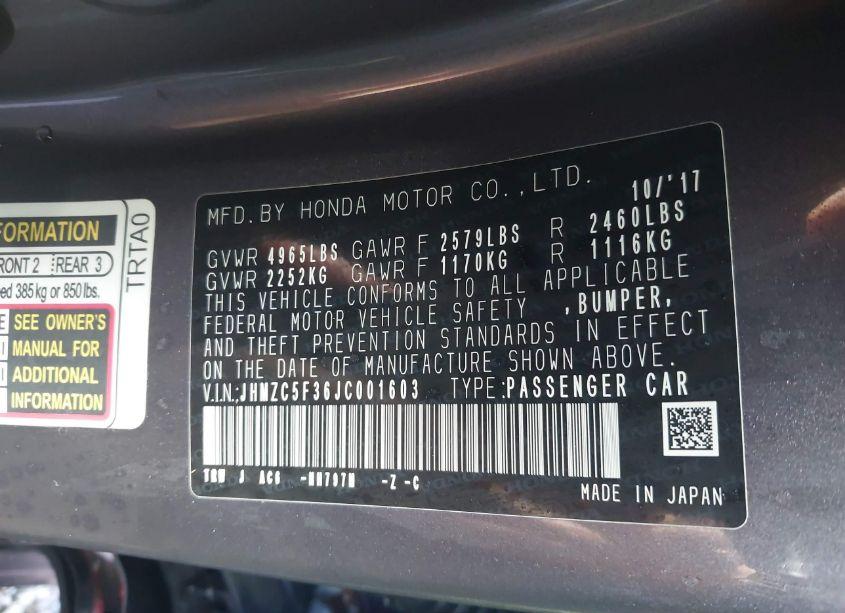 FORMATION
FRONT 2 REAR 3
ed 385 kg or 850 lbs.
SEE OWNER'S
MANUAL FOR
ADDITIONAL
INFORMATION
TRTA0
MFD.BY HONDA MOTOR CO.,LTD. 10/'17
GVWR 4965LBS GAWR F 2579LBS R 2460LBS
GVWR 2252KG GAWR F 1170KG R 1116KG
THIS VEHICLE CONFORMS TO ALL APPLICABLE
FEDERAL MOTOR VEHICLE SAFETY ,BUMPER,
AND THEFT PREVENTION STANDARDS IN EFFECT
ON THE DATE OF MANUFACTURE SHOWN ABOVE.
V.I.N.:JHMZC5F36JC001603 TYPE:PASSENGER CAR
MADE IN JAPAN